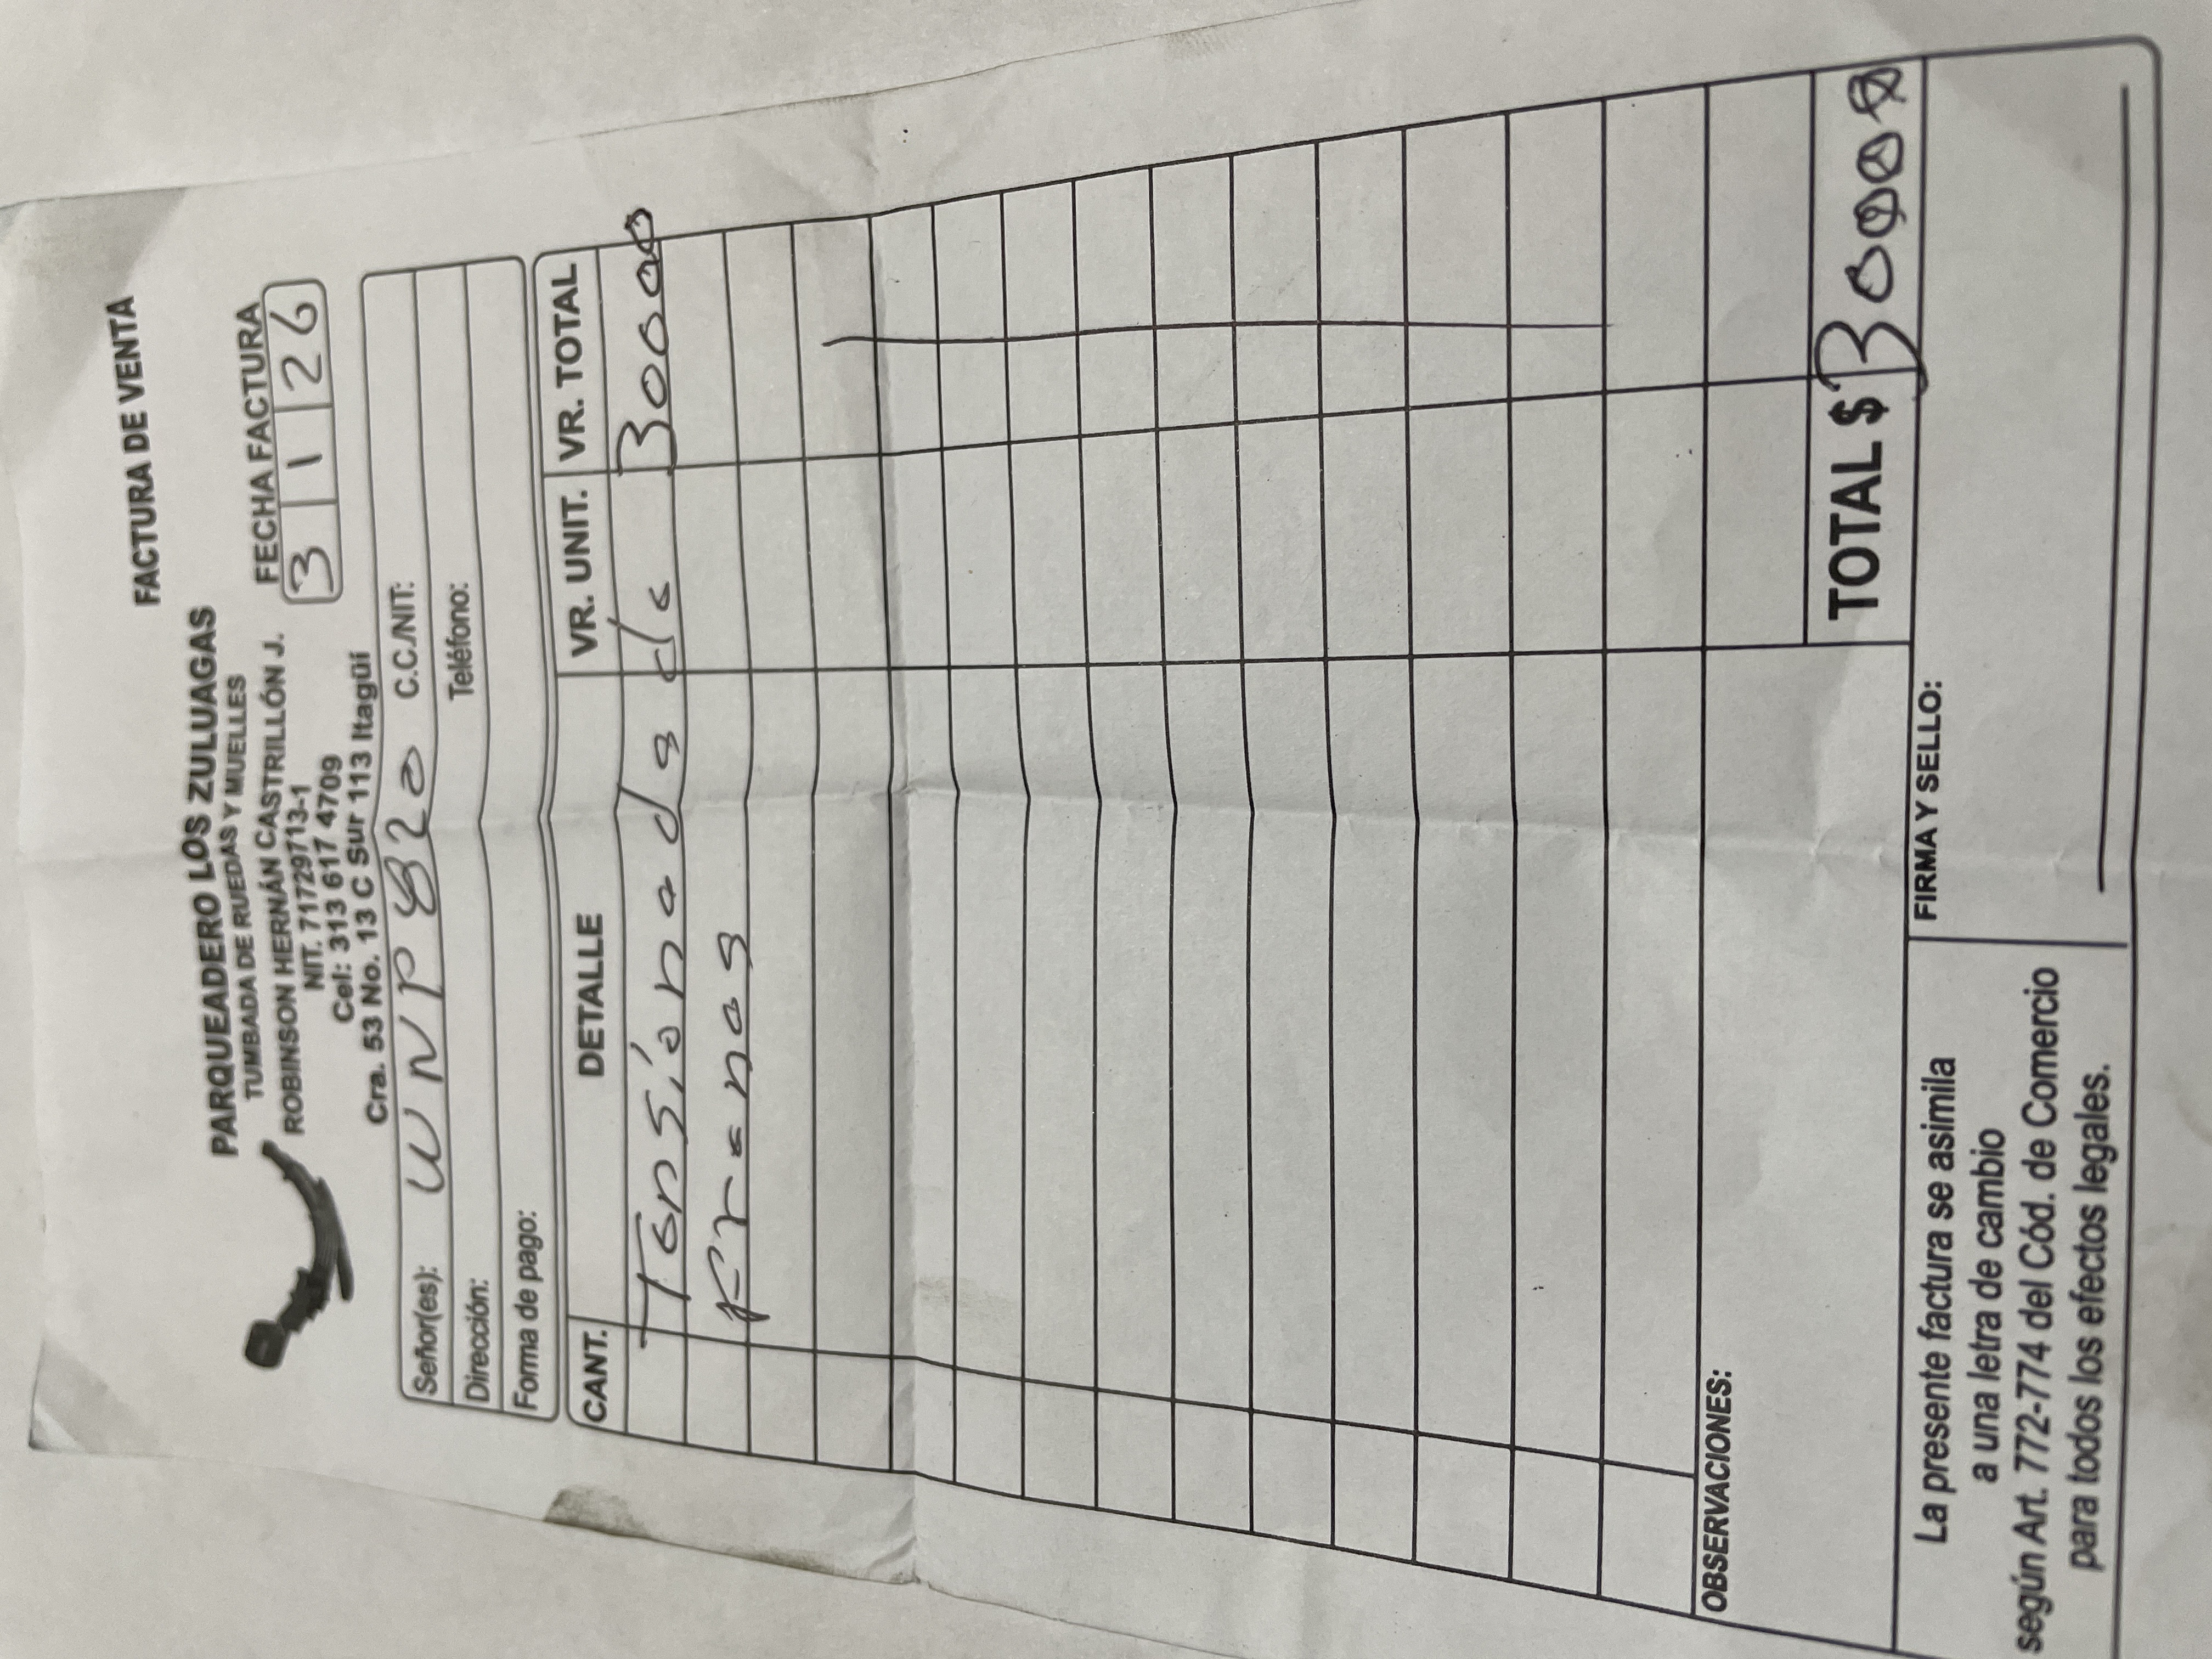 FACTURA DE VENTA
PARQUEADERO LOS ZULUAGAS
TUMBADA DE RUEDAS Y MUELLES
ROBINSON HERNÁN CASTRILLÓN J.
NIT. 71729713-1
Cel: 313 617 4709
Cra. 53 No. 13 C Sur 113 Itagüí
FECHA FACTURA
3 1 26
Señor(es): WNP820 C.C./NIT:
Dirección: Teléfono:
Forma de pago:
CANT. DETALLE VR. UNIT. VR. TOTAL
Tensionada de 30000
frenos
OBSERVACIONES:
TOTAL $ 30000
La presente factura se asimila
a una letra de cambio
según Art. 772-774 del Cód. de Comercio
para todos los efectos legales.
FIRMA Y SELLO: